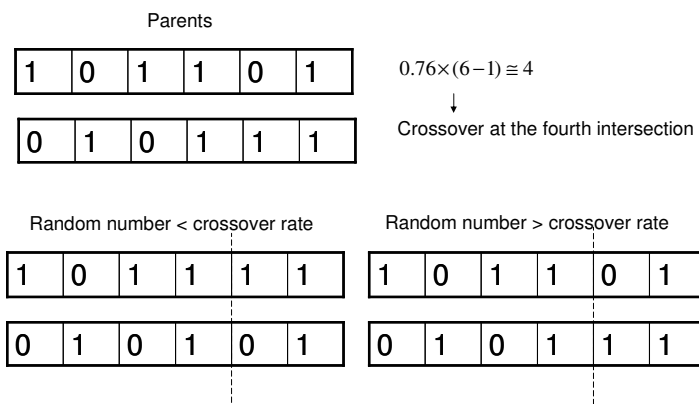 Parents
1 0 1 1 0 1
0.76×(6−1)≅4
0 1 0 1 1 1
Crossover at the fourth intersection
Random number < crossover rate
Random number > crossover rate
1 0 1 1 1 1
1 0 1 1 0 1
0 1 0 1 0 1
0 1 0 1 1 1